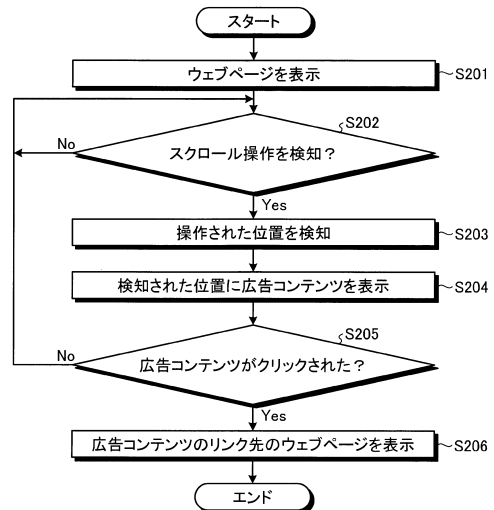 スタート
ウェブページを表示
S201
S202
スクロール操作を検知？
No
Yes
操作された位置を検知
S203
検知された位置に広告コンテンツを表示
S204
S205
広告コンテンツがクリックされた？
No
Yes
広告コンテンツのリンク先のウェブページを表示
S206
エンド